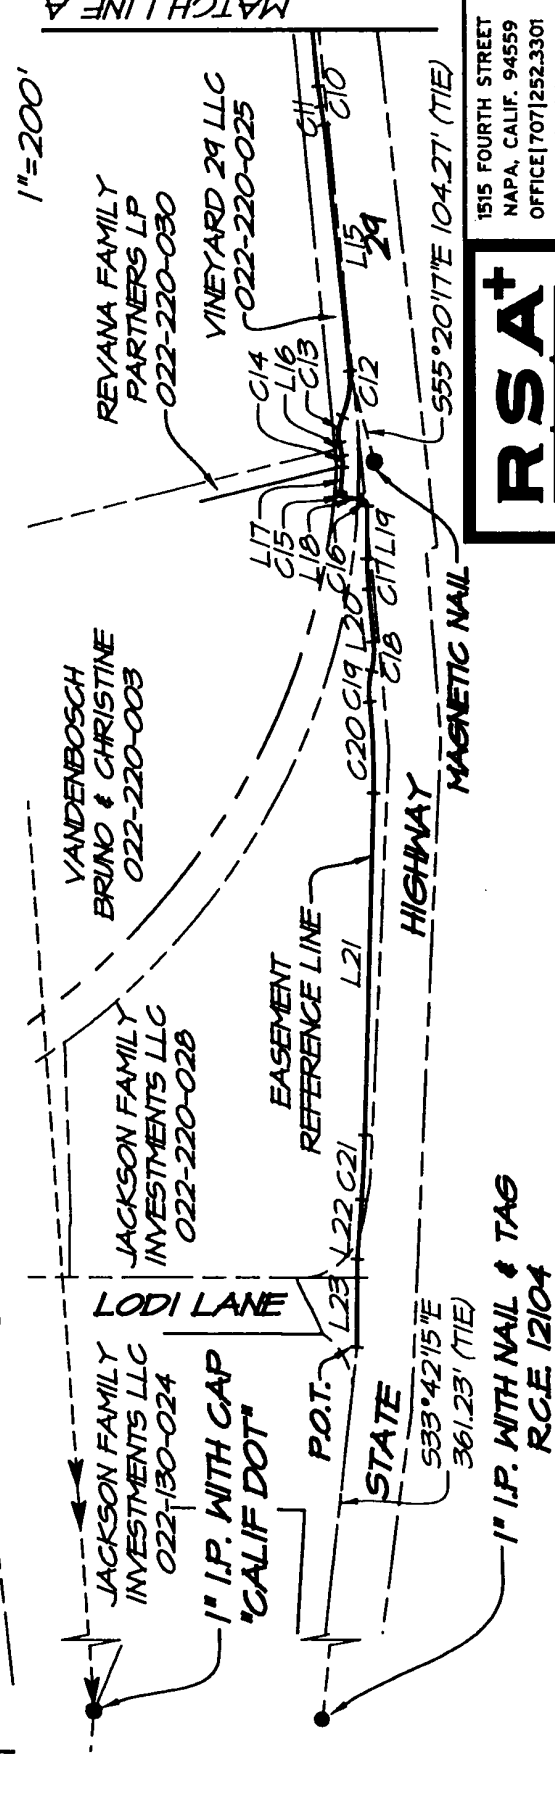 MATCH LINE A
1"=200'
REVANA FAMILY
PARTNERS LP
022-220-030
VINEYARD 29 LLC
022-220-025
C11
C10
L15
29
C14
L16
C13
C12
S55°20'17"E 104.27' (TIE)
L17
C15
L18
C16
C17
L19
L20
C18
C19
C20
MAGNETIC NAIL
VANDENBOSCH
BRUNO & CHRISTINE
022-220-003
HIGHWAY
EASEMENT
REFERENCE LINE
L21
JACKSON FAMILY
INVESTMENTS LLC
022-220-028
C21
L22
LODI LANE
L23
P.O.T.
STATE
S33°42'15"E
361.23' (TIE)
JACKSON FAMILY
INVESTMENTS LLC
022-130-024
1" I.P. WITH CAP
"CALIF DOT"
1" I.P. WITH NAIL & TAG
R.C.E. 12104
1515 FOURTH STREET
NAPA, CALIF. 94559
OFFICE|707|252.3301
RSA+